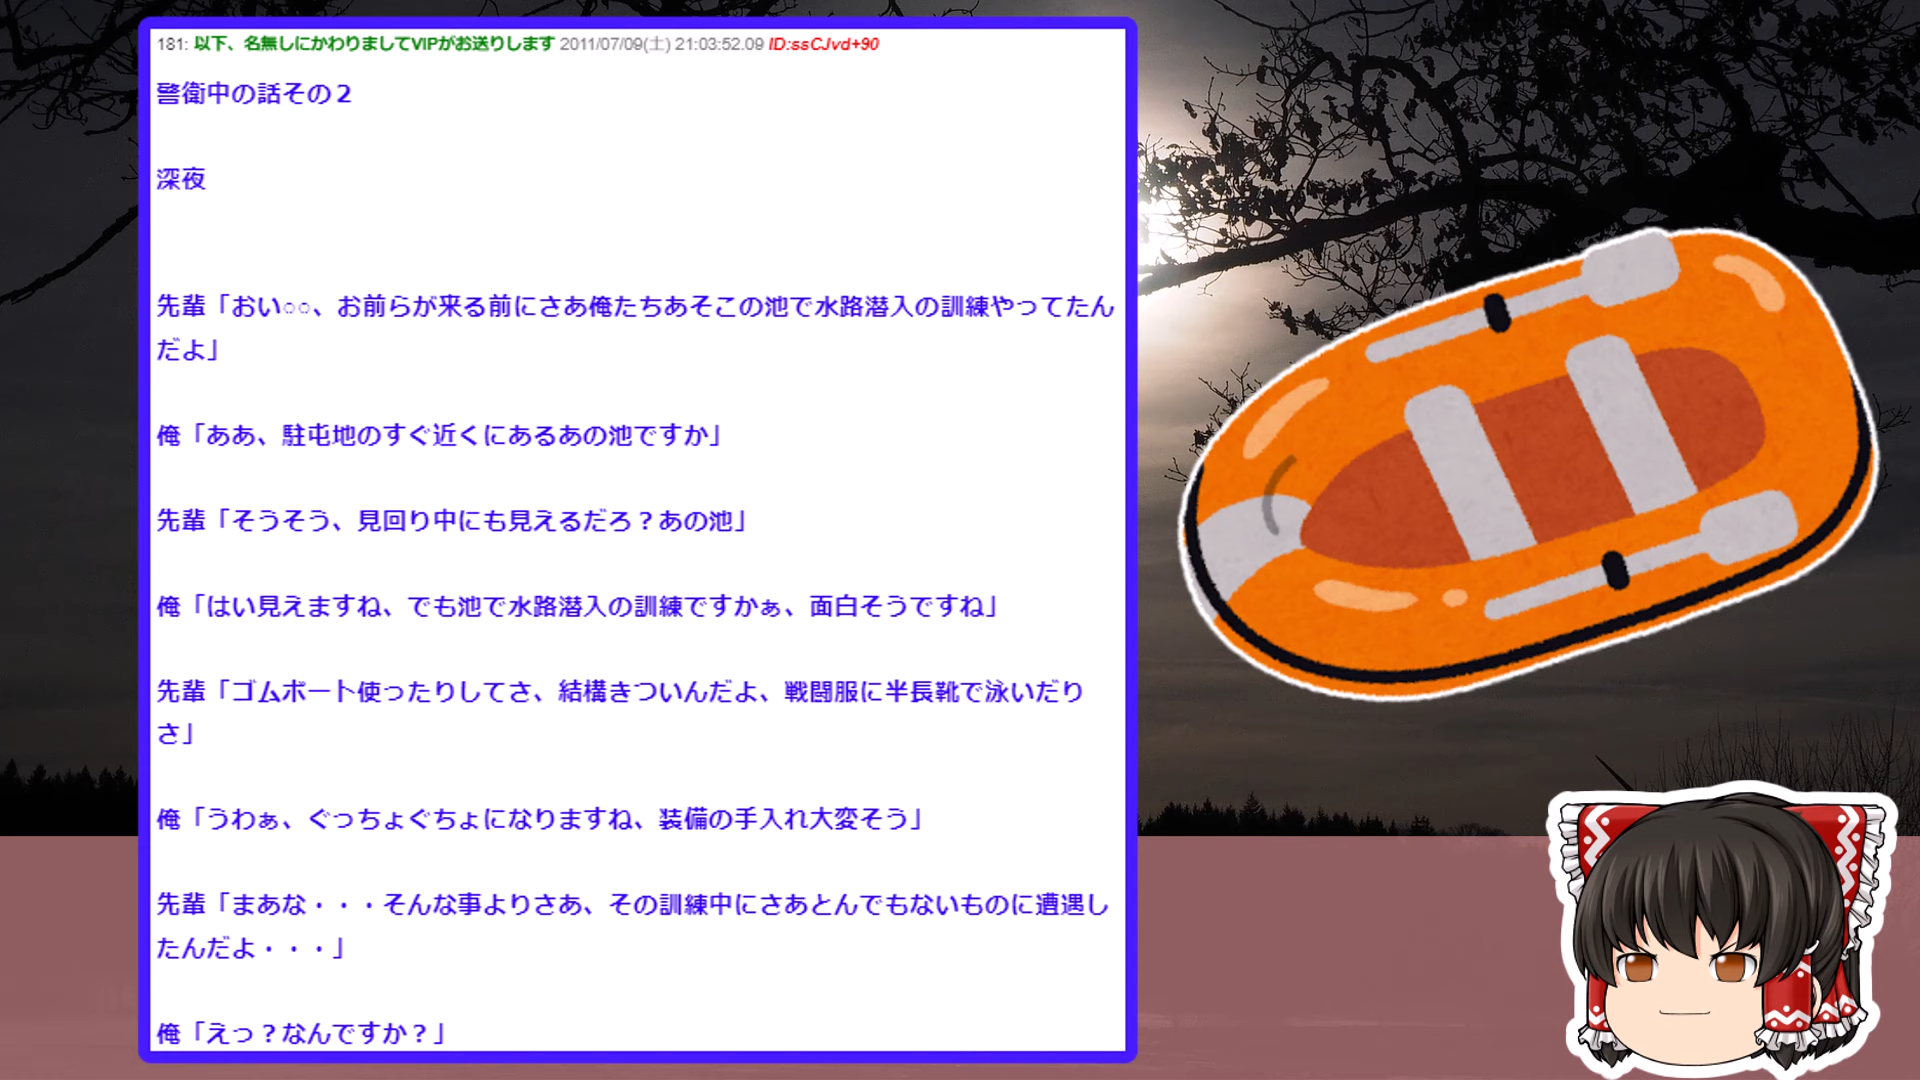 181: 以下、名無しにかわりましてVIPがお送りします 2011/07/09(土) 21:03:52.09 ID:ssCJvd+90
警衛中の話その２
深夜
先輩「おい○○、お前らが来る前にさあ俺たちあそこの池で水路潜入の訓練やってたん
だよ」
俺「ああ、駐屯地のすぐ近くにあるあの池ですか」
先輩「そうそう、見回り中にも見えるだろ？あの池」
俺「はい見えますね、でも池で水路潜入の訓練ですかぁ、面白そうですね」
先輩「ゴムボート使ったりしてさ、結構きついんだよ、戦闘服に半長靴で泳いだり
さ」
俺「うわぁ、ぐっちょぐちょになりますね、装備の手入れ大変そう」
先輩「まあな・・・そんな事よりさあ、その訓練中にさあとんでもないものに遭遇し
たんだよ・・・」
俺「えっ？なんですか？」